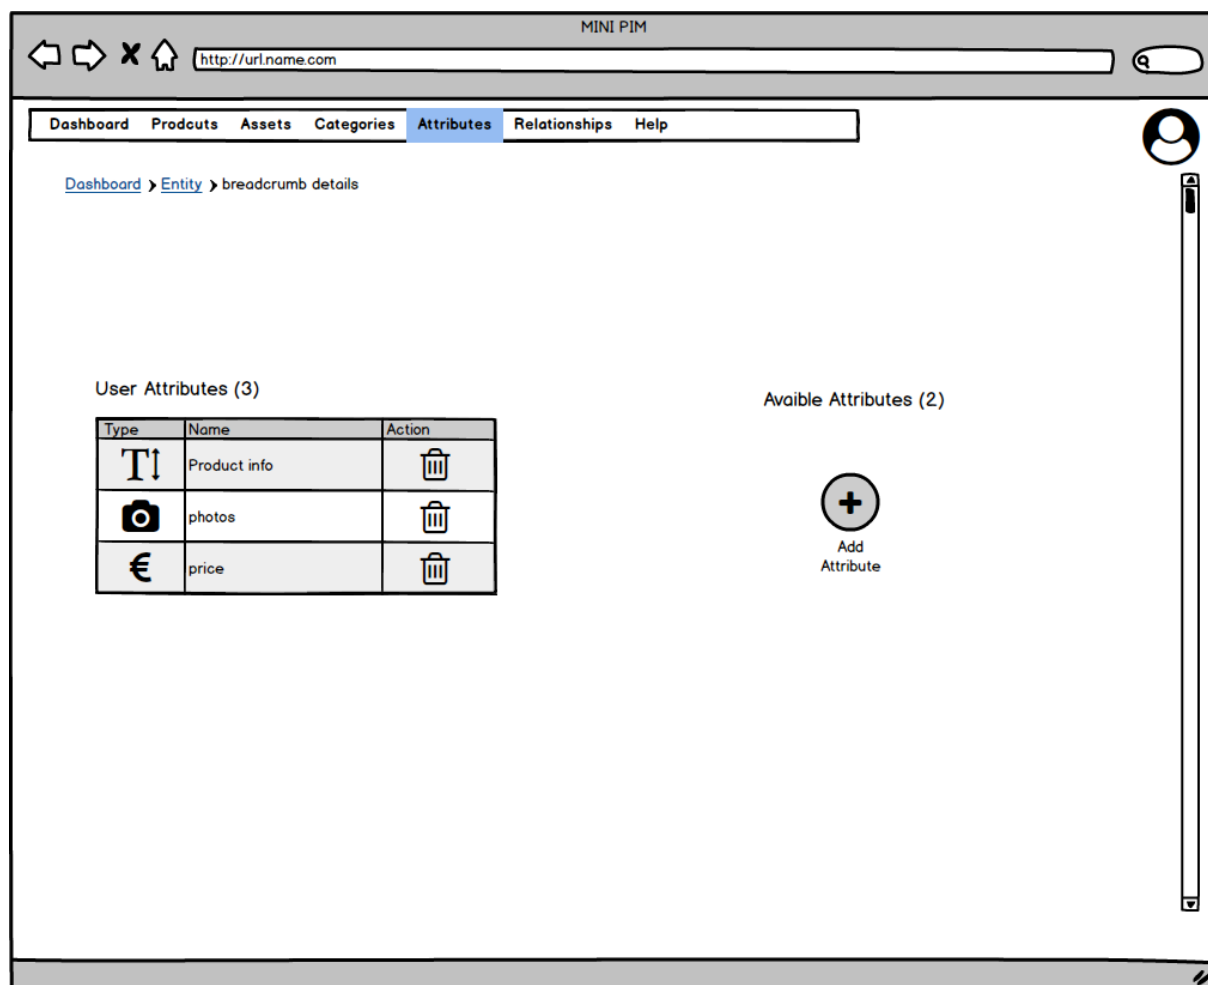 MINI PIM
http://url.name.com
Dashboard Prodcuts Assets Categories Attributes Relationships Help
Dashboard > Entity > breadcrumb details
User Attributes (3)
Avaible Attributes (2)
Type Name Action
T Product info
photos
€ price
Add
Attribute